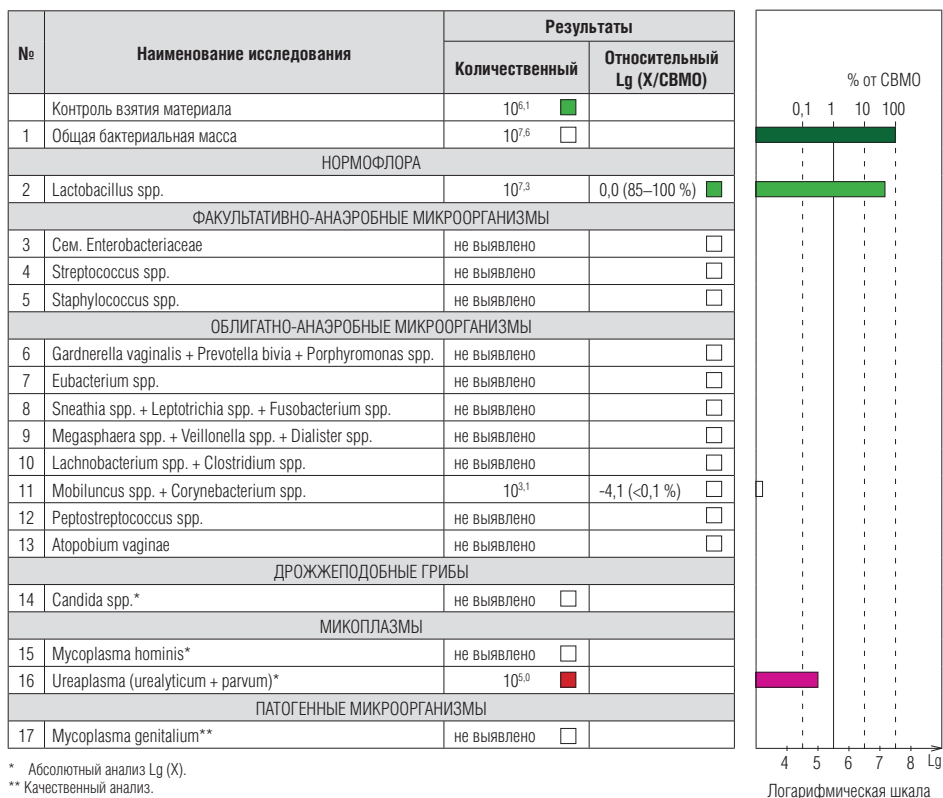 № Наименование исследования Результаты
Количественный Относительный Lg (X/СВМО)
Контроль взятия материала 10^6,1
1 Общая бактериальная масса 10^7,6
НОРМОФЛОРА
2 Lactobacillus spp. 10^7,3 0,0 (85–100 %)
ФАКУЛЬТАТИВНО-АНАЭРОБНЫЕ МИКРООРГАНИЗМЫ
3 Сем. Enterobacteriaceae не выявлено
4 Streptococcus spp. не выявлено
5 Staphylococcus spp. не выявлено
ОБЛИГАТНО-АНАЭРОБНЫЕ МИКРООРГАНИЗМЫ
6 Gardnerella vaginalis + Prevotella bivia + Porphyromonas spp. не выявлено
7 Eubacterium spp. не выявлено
8 Sneathia spp. + Leptotrichia spp. + Fusobacterium spp. не выявлено
9 Megasphaera spp. + Veillonella spp. + Dialister spp. не выявлено
10 Lachnobacterium spp. + Clostridium spp. не выявлено
11 Mobiluncus spp. + Corynebacterium spp. 10^3,1 -4,1 (<0,1 %)
12 Peptostreptococcus spp. не выявлено
13 Atopobium vaginae не выявлено
ДРОЖЖЕПОДОБНЫЕ ГРИБЫ
14 Candida spp.* не выявлено
МИКОПЛАЗМЫ
15 Mycoplasma hominis* не выявлено
16 Ureaplasma (urealyticum + parvum)* 10^5,0
ПАТОГЕННЫЕ МИКРООРГАНИЗМЫ
17 Mycoplasma genitalium** не выявлено
* Абсолютный анализ Lg (X).
** Качественный анализ.
% от СВМО
0,1 1 10 100
4 5 6 7 8 Lg
Логарифмическая шкала